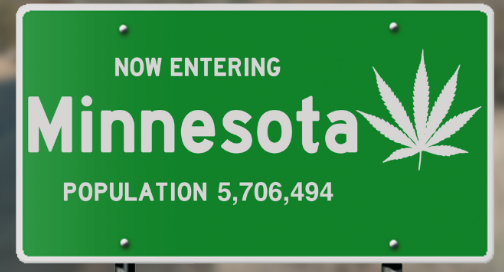 NOW ENTERING
Minnesota
POPULATION 5,706,494